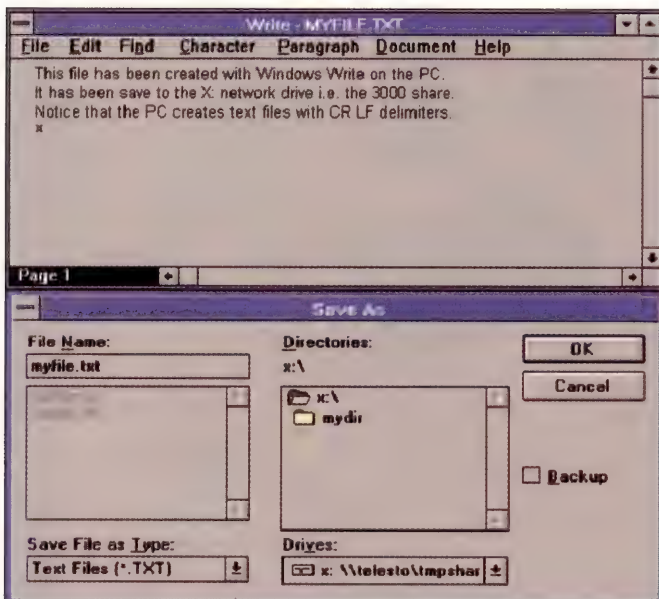 Write - MYFILE.TXT
File Edit Find Character Paragraph Document Help
This file has been created with Windows Write on the PC.
It has been save to the X: network drive i.e. the 3000 share.
Notice that the PC creates text files with CR LF delimiters.
Page 1
Save As
File Name:
myfile.txt
Directories:
x:\
OK
Cancel
x:\
mydir
Backup
Save File as Type:
Text Files (*.TXT)
Drives:
x: \\telesto\tmpshar